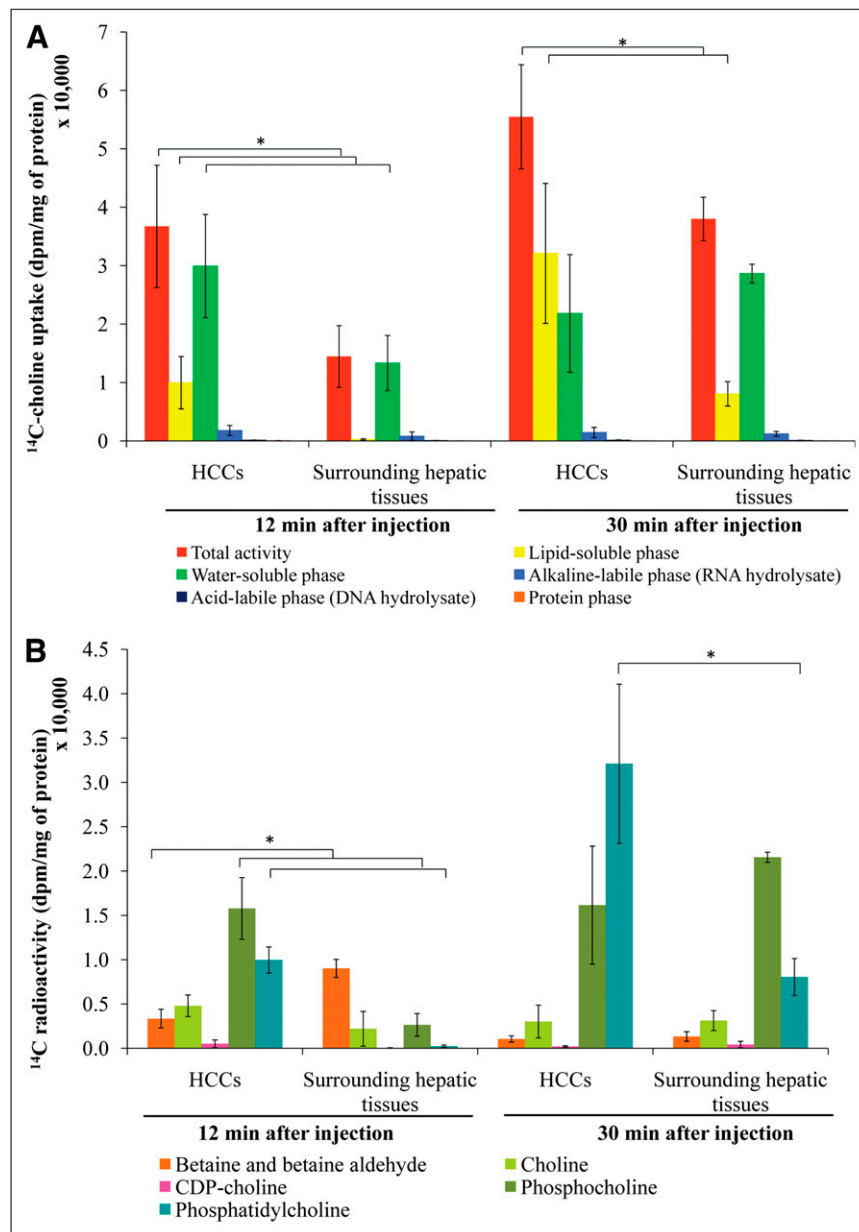 A
¹⁴C-choline uptake (dpm/mg of protein)
x 10,000
7
6
5
4
3
2
1
0
*
*
HCCs
Surrounding hepatic
tissues
HCCs
Surrounding hepatic
tissues
12 min after injection
30 min after injection
Total activity
Lipid-soluble phase
Water-soluble phase
Alkaline-labile phase (RNA hydrolysate)
Acid-labile phase (DNA hydrolysate)
Protein phase
B
¹⁴C radioactivity (dpm/mg of protein)
x 10,000
4.5
4.0
3.5
3.0
2.5
2.0
1.5
1.0
0.5
0.0
*
*
HCCs
Surrounding hepatic
tissues
HCCs
Surrounding hepatic
tissues
12 min after injection
30 min after injection
Betaine and betaine aldehyde
Choline
CDP-choline
Phosphocholine
Phosphatidylcholine